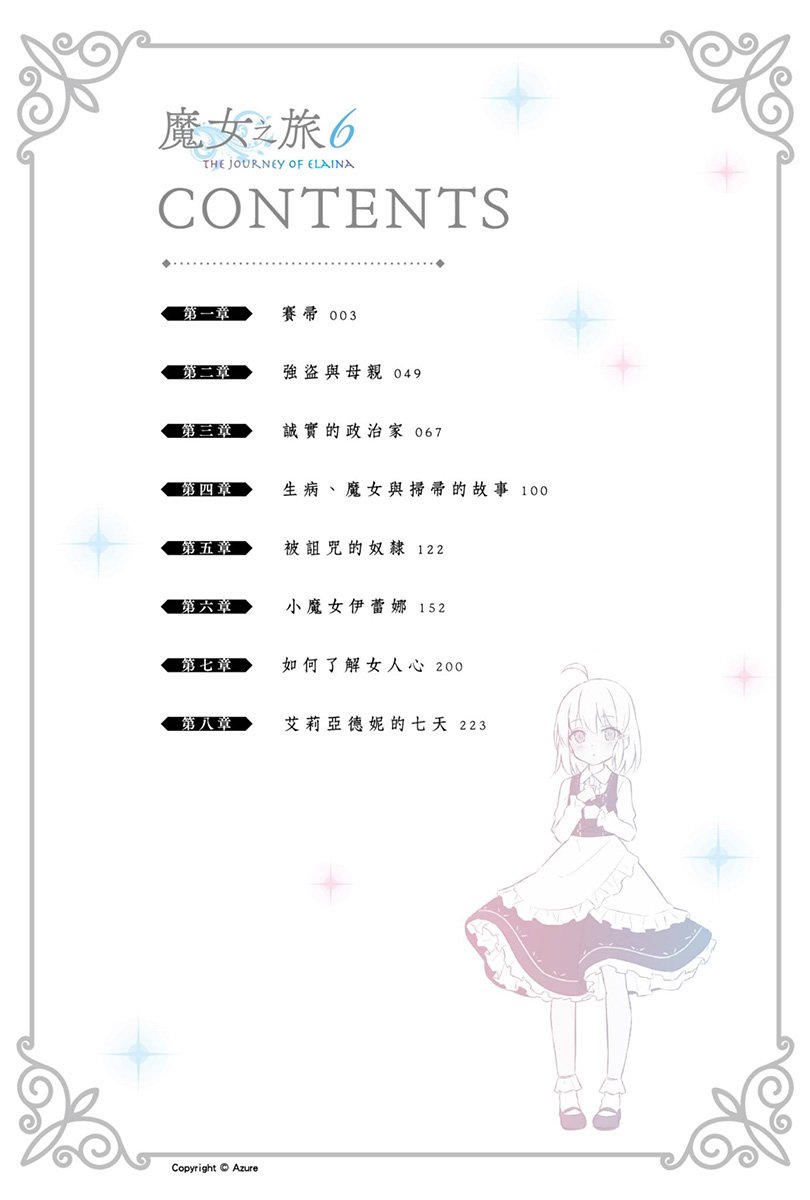 魔女之旅6
THE JOURNEY OF ELAINA
CONTENTS
第一章 賽帚 003
第二章 強盜與母親 049
第三章 誠實的政治家 067
第四章 生病、魔女與掃帚的故事 100
第五章 被詛咒的奴隸 122
第六章 小魔女伊蕾娜 152
第七章 如何了解女人心 200
第八章 艾莉亞德妮的七天 223
Copyright © Azure